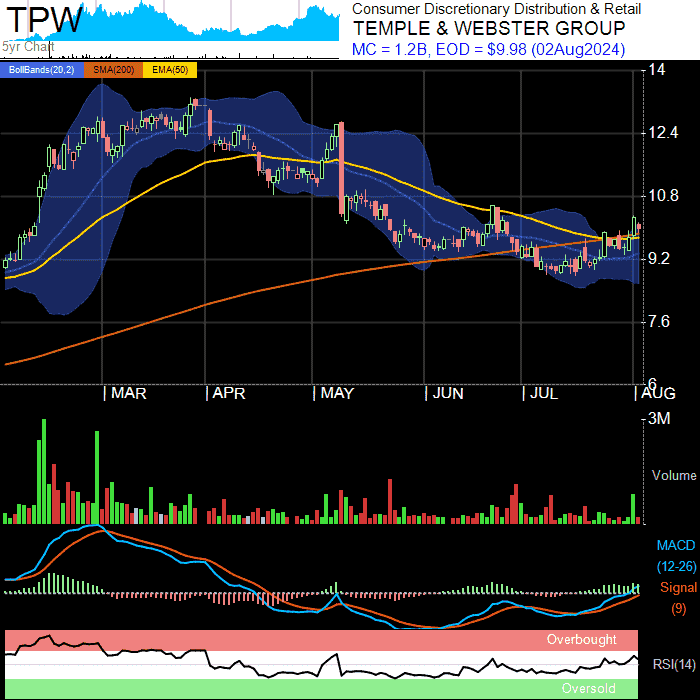 TPW
5yr Chart
Consumer Discretionary Distribution & Retail
TEMPLE & WEBSTER GROUP
MC = 1.2B, EOD = $9.98 (02Aug2024)
BollBands(20,2) SMA(200) EMA(50)
14
12.4
10.8
9.2
7.6
6
MAR APR MAY JUN JUL AUG
3M
Volume
MACD
(12-26)
Signal
(9)
Overbought
RSI(14)
Oversold